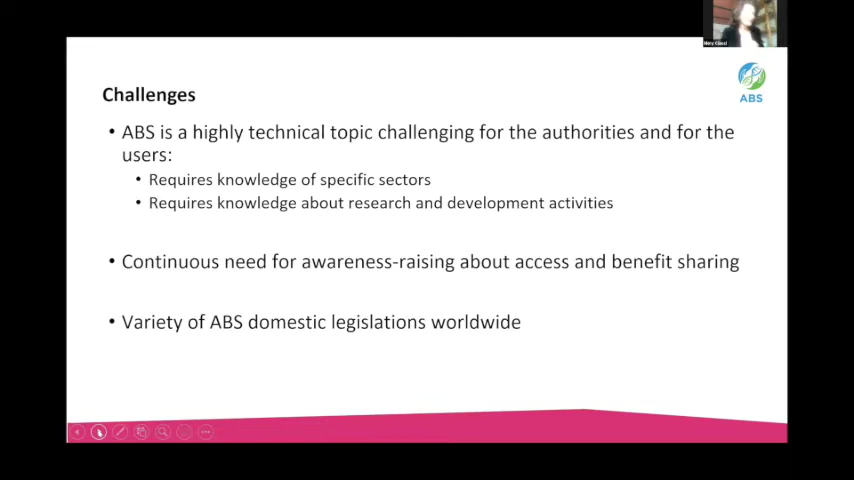 Challenges
ABS
• ABS is a highly technical topic challenging for the authorities and for the
users:
• Requires knowledge of specific sectors
• Requires knowledge about research and development activities
• Continuous need for awareness-raising about access and benefit sharing
• Variety of ABS domestic legislations worldwide